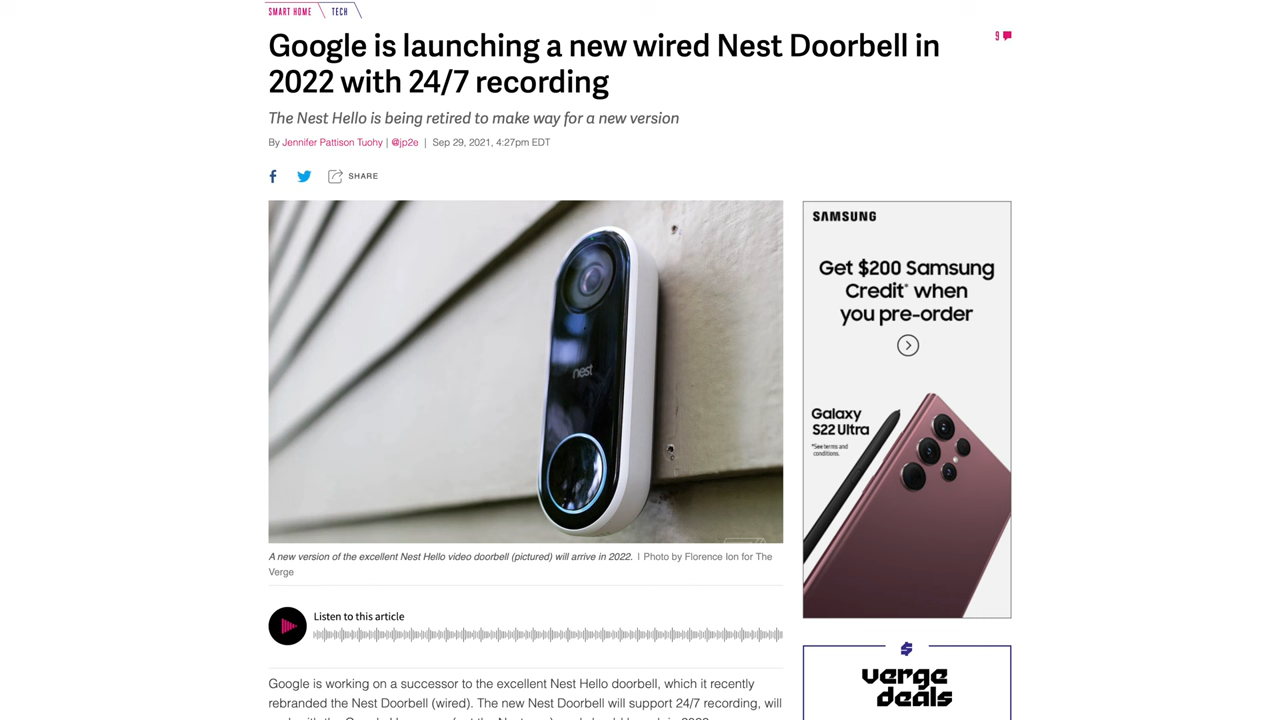 SMART HOME TECH
Google is launching a new wired Nest Doorbell in
2022 with 24/7 recording
9
The Nest Hello is being retired to make way for a new version
By Jennifer Pattison Tuohy | @jp2e | Sep 29, 2021, 4:27pm EDT
SHARE
nest
SAMSUNG
Get $200 Samsung
Credit* when
you pre-order
Galaxy
S22 Ultra
*See terms and
conditions.
A new version of the excellent Nest Hello video doorbell (pictured) will arrive in 2022. | Photo by Florence Ion for The
Verge
Listen to this article
verge
deals
Google is working on a successor to the excellent Nest Hello doorbell, which it recently
rebranded the Nest Doorbell (wired). The new Nest Doorbell will support 24/7 recording, will